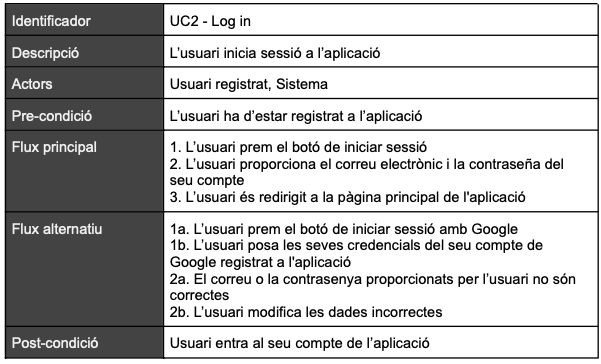 Identificador
UC2 - Log in
Descripció
L'usuari inicia sessió a l'aplicació
Actors
Usuari registrat, Sistema
Pre-condició
L'usuari ha d'estar registrat a l'aplicació
Flux principal
1. L'usuari prem el botó de iniciar sessió
2. L'usuari proporciona el correu electrònic i la contraseña del
seu compte
3. L'usuari és redirigit a la pàgina principal de l'aplicació
Flux alternatiu
1a. L'usuari prem el botó de iniciar sessió amb Google
1b. L'usuari posa les seves credencials del seu compte de
Google registrat a l'aplicació
2a. El correu o la contrasenya proporcionats per l'usuari no són
correctes
2b. L'usuari modifica les dades incorrectes
Post-condició
Usuari entra al seu compte de l'aplicació